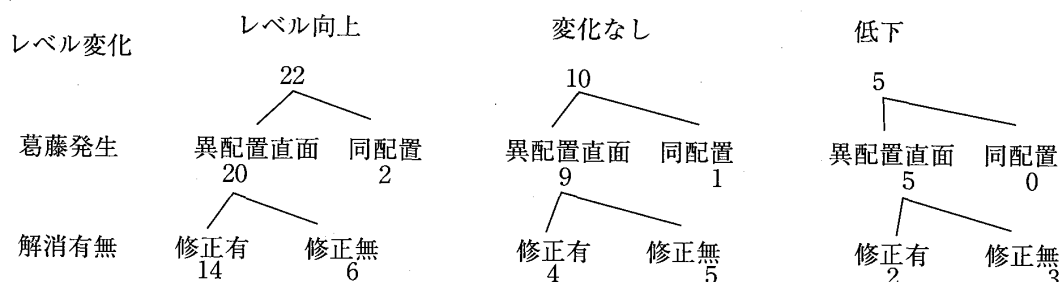 レベル変化 レベル向上 変化なし 低下
22 10 5
葛藤発生 異配置直面 同配置 異配置直面 同配置 異配置直面 同配置
20 2 9 1 5 0
解消有無 修正有 修正無 修正有 修正無 修正有 修正無
14 6 4 5 2 3